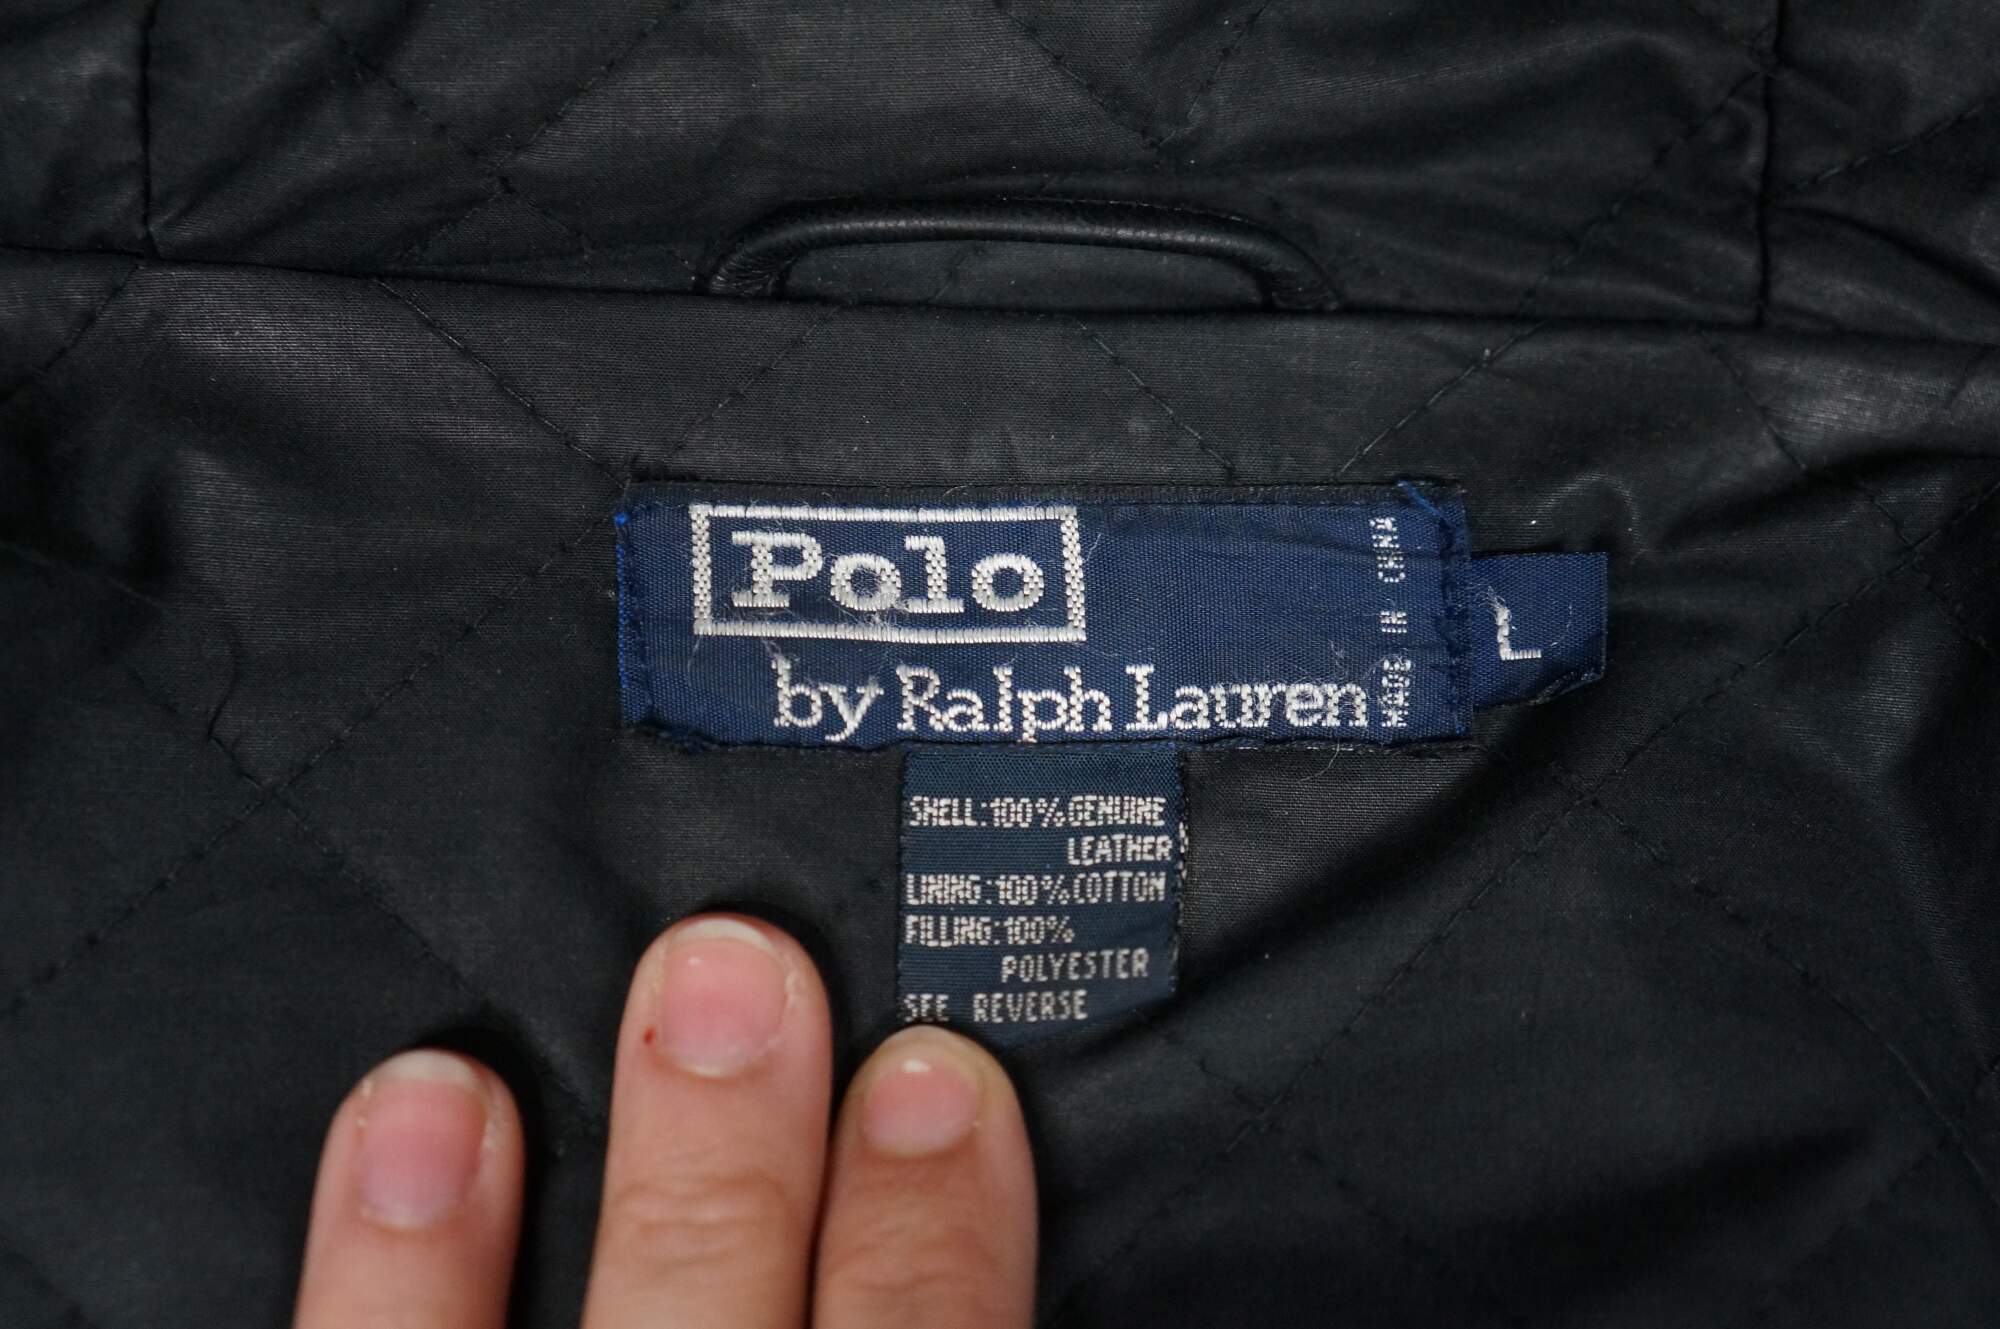 Polo
by Ralph Lauren
MADE IN CHINA
L
SHELL:100%GENUINE
LEATHER
LINING:100%COTTON
FILLING:100%
POLYESTER
SEE REVERSE